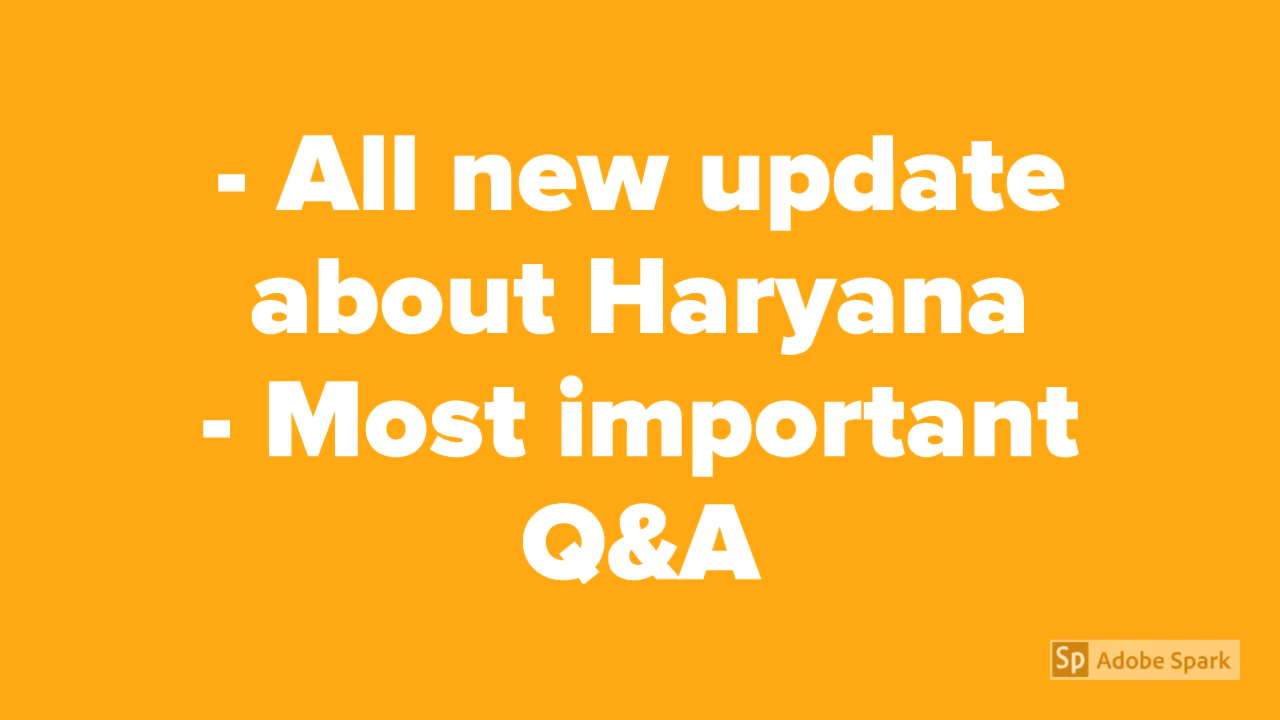 - All new update
about Haryana
- Most important
Q&A
Sp Adobe Spark